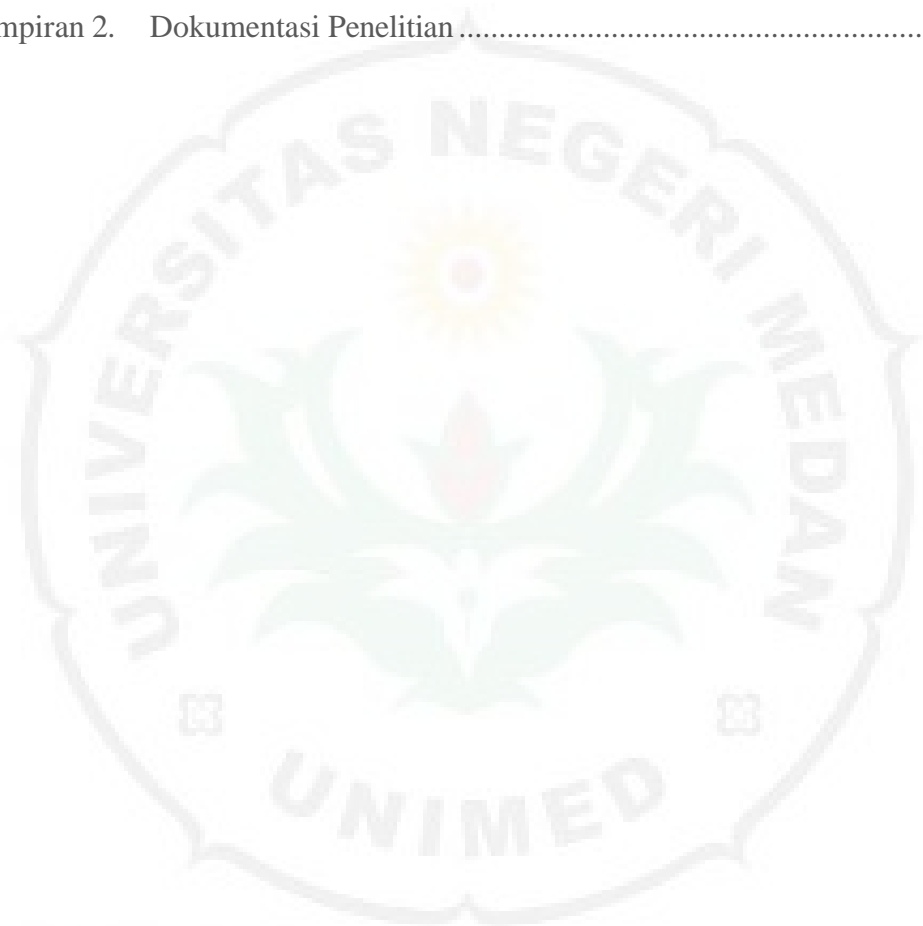 mpiran 2. Dokumentasi Penelitian ........................................................
UNIVERSITAS NEGERI MEDAN
UNIMED